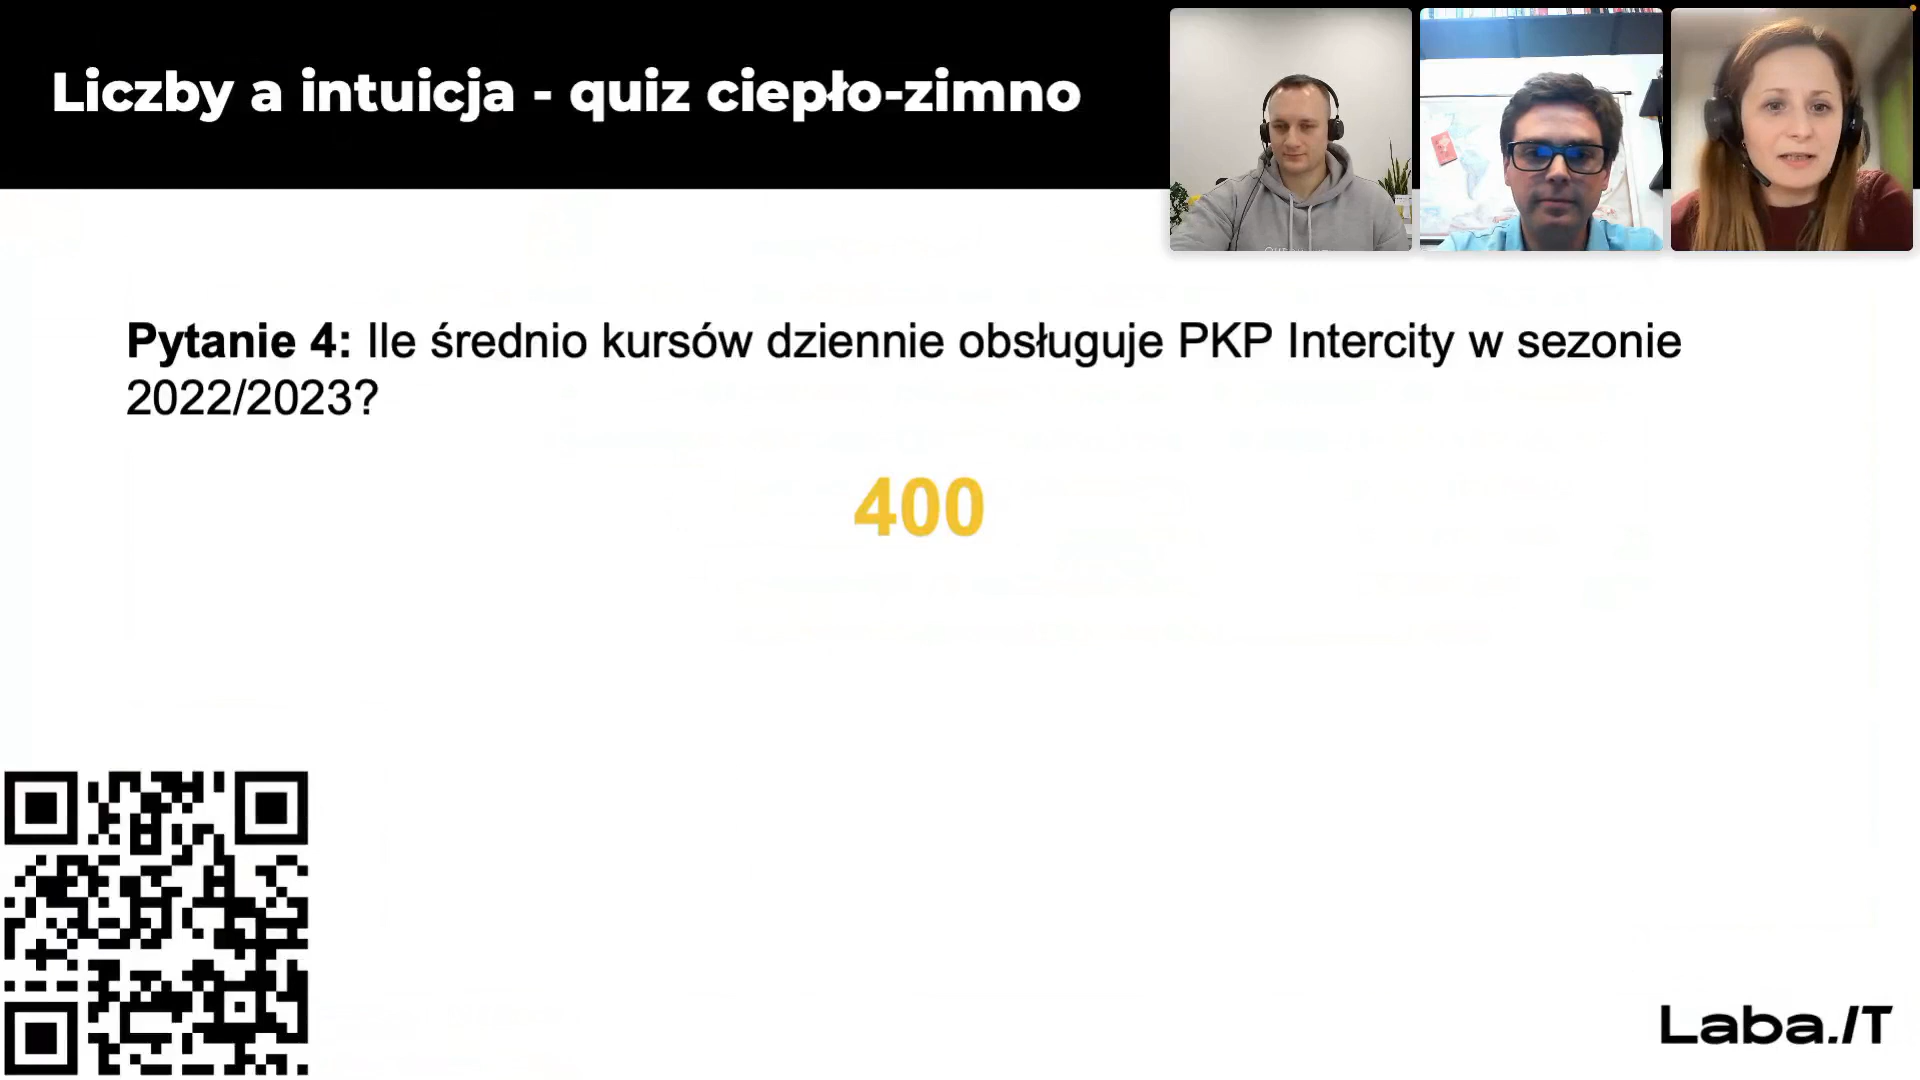 Liczby a intuicja - quiz ciepło-zimno
Pytanie 4: Ile średnio kursów dziennie obsługuje PKP Intercity w sezonie
2022/2023?
400
Laba./T